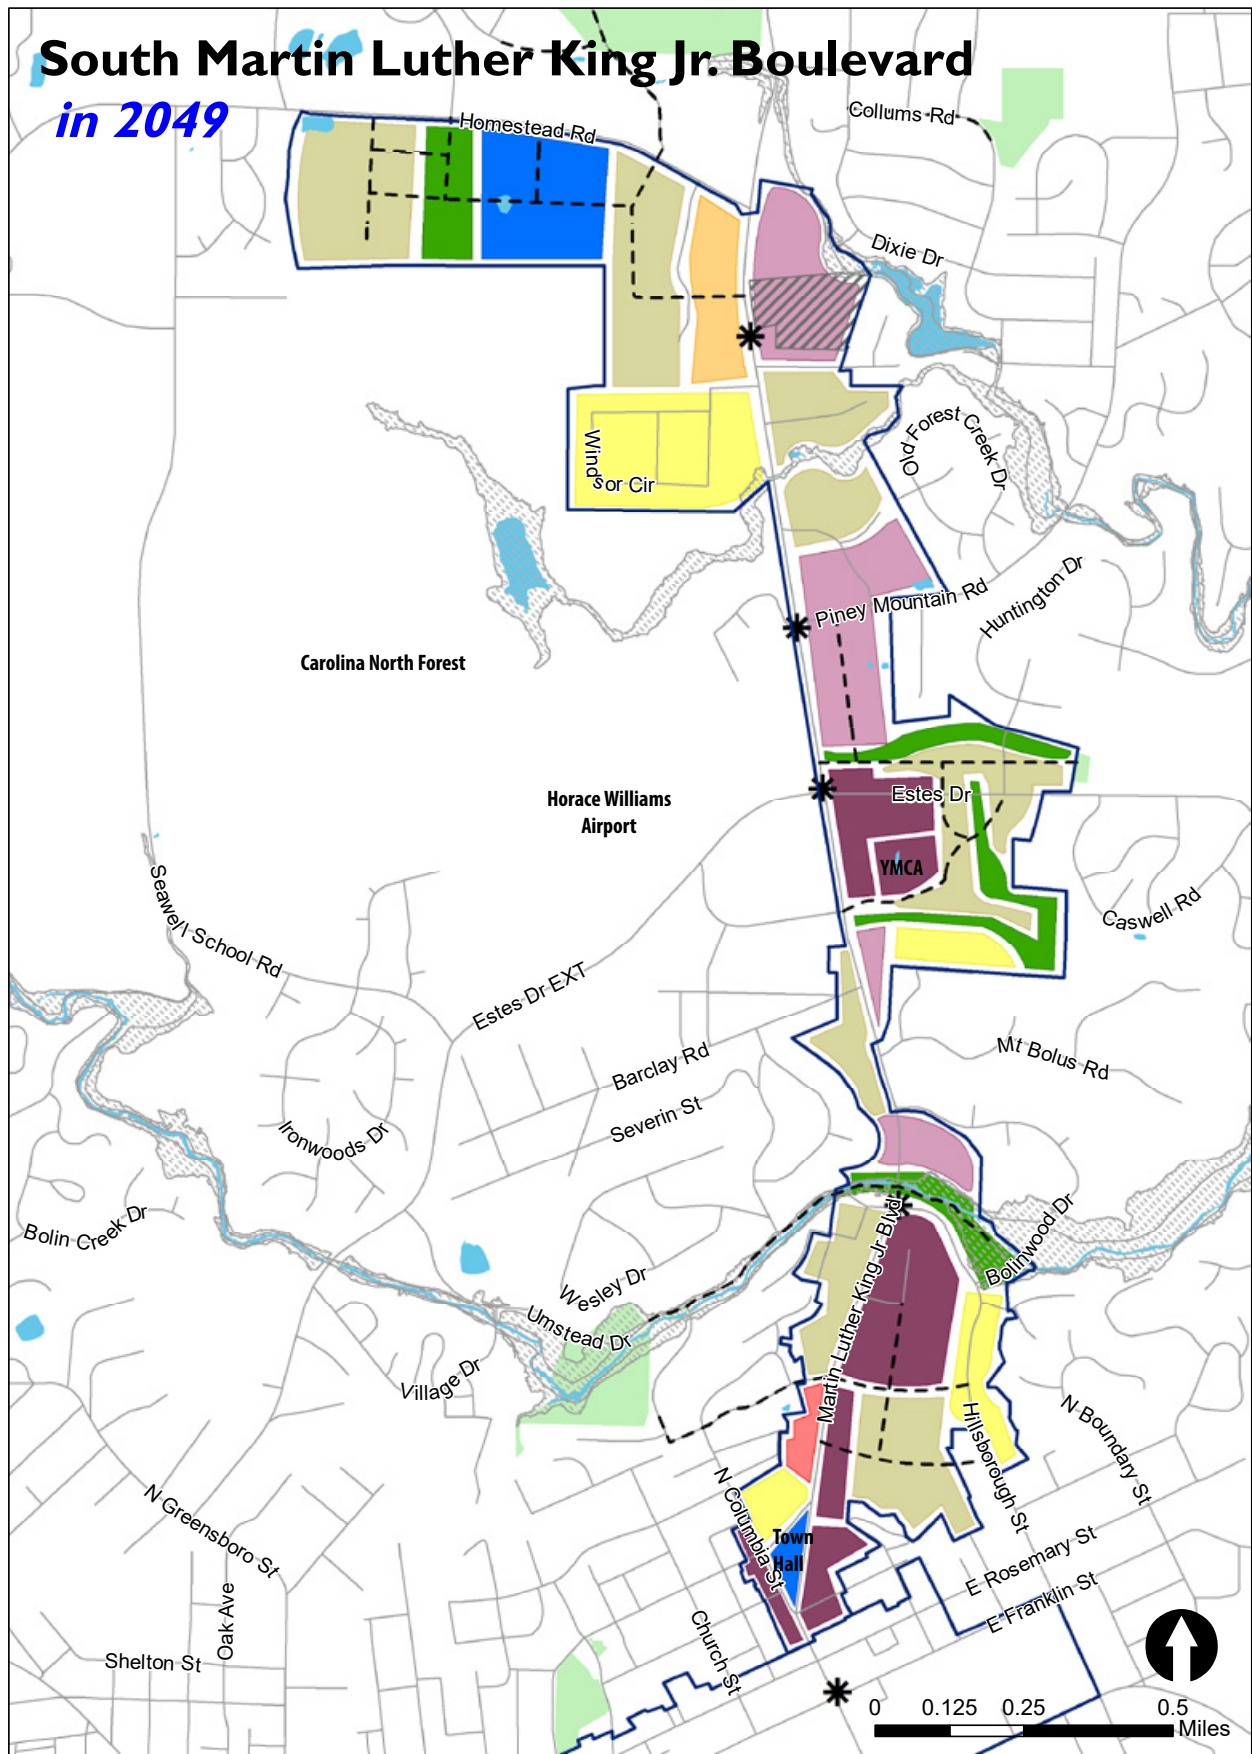 South Martin Luther King Jr. Boulevard
in 2049
Collums Rd
Homestead Rd
Dixie Dr
Old Forest Creek Dr
Windsor Cir
Huntington Dr
Piney Mountain Rd
Carolina North Forest
Horace Williams
Airport
Estes Dr
YMCA
Seawell School Rd
Caswell Rd
Estes Dr EXT
Mt Bolus Rd
Barclay Rd
Severin St
Ironwoods Dr
Bolin Creek Dr
Bolinwood Dr
Martin Luther King Jr Blvd
Wesley Dr
Umstead Dr
Village Dr
N Boundary St
Hillsborough St
N Columbia St
N Greensboro St
Town
Hall
E Rosemary St
E Franklin St
Oak Ave
Church St
Shelton St
0 0.125 0.25 0.5
Miles